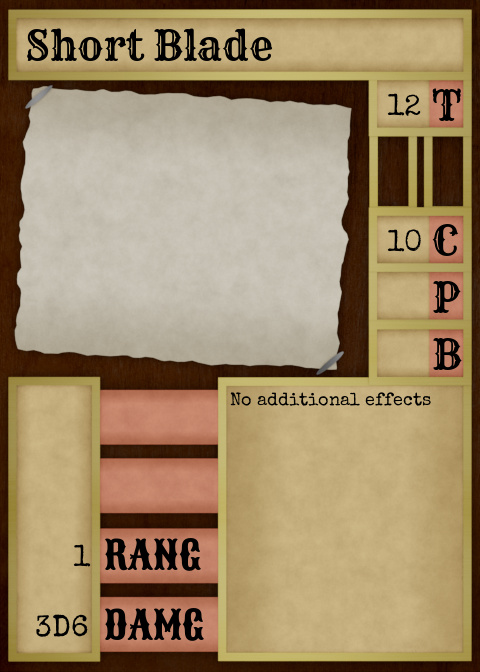 Short Blade
12 T
10 C
P
B
No additional effects
1 RANG
3D6 DAMG